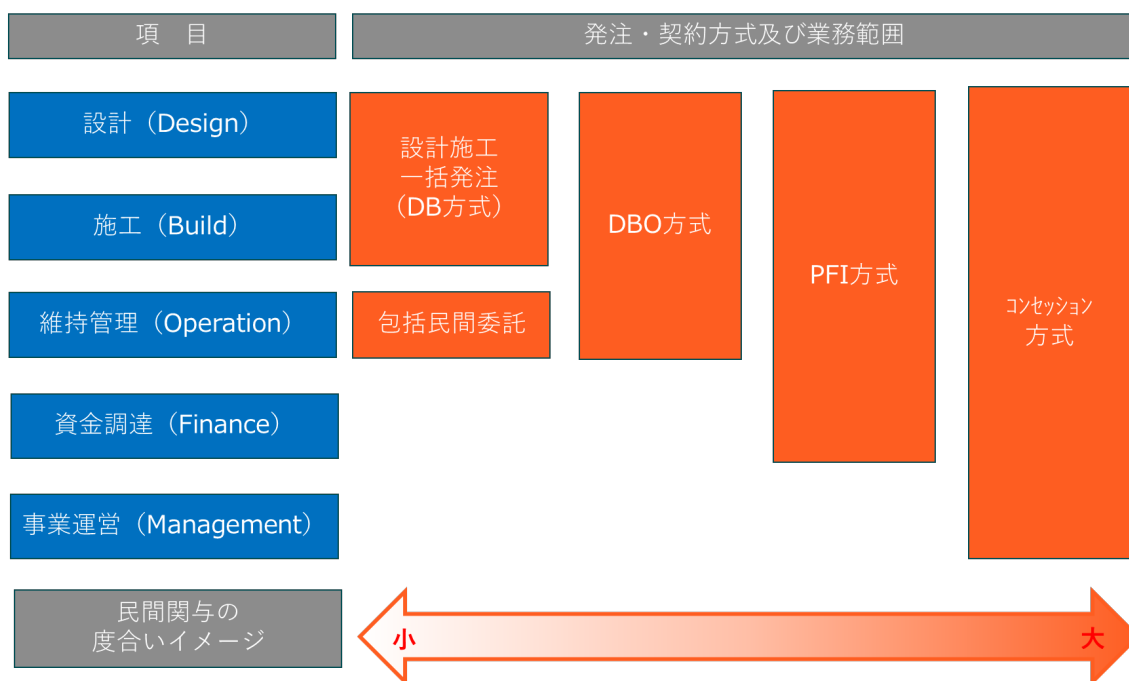 項　目
発注・契約方式及び業務範囲
設計（Design）
施工（Build）
維持管理（Operation）
資金調達（Finance）
事業運営（Management）
設計施工
一括発注
（DB方式）
包括民間委託
DBO方式
PFI方式
コンセッション
方式
民間関与の
度合いイメージ
小
大